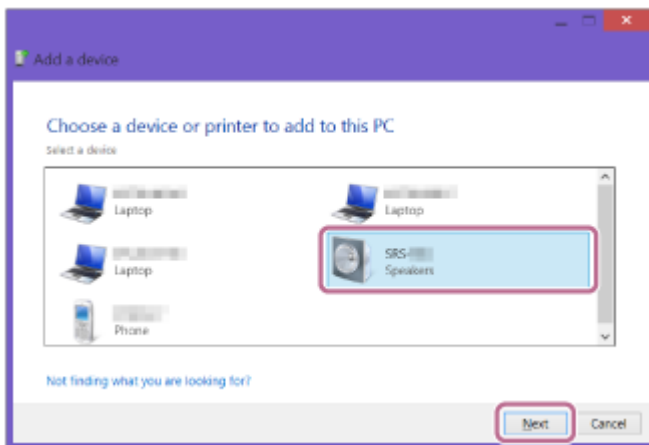 Add a device
Choose a device or printer to add to this PC
Select a device
Laptop
Laptop
Laptop
SRS-
Speakers
Phone
Not finding what you are looking for?
Next
Cancel